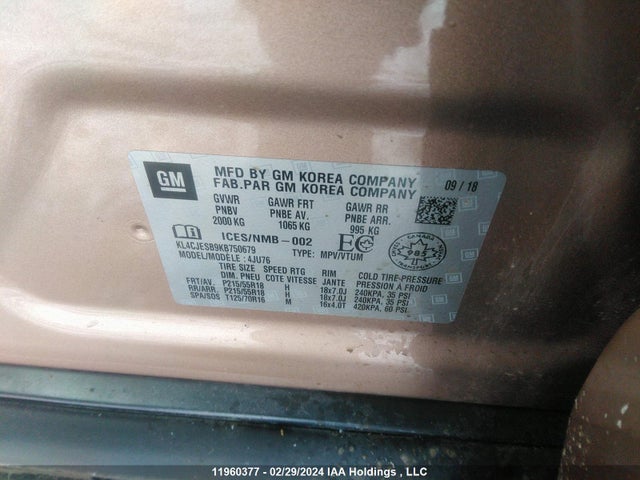 GM
MFD BY GM KOREA COMPANY 09 / 18
FAB.PAR GM KOREA COMPANY
GVWR GAWR FRT GAWR RR
PNBV PNBE AV. PNBE ARR.
2000 KG 1065 KG 995 KG
ICES/NMB-002 EC
CANADA 985
KL4CJESB9KB750679 TYPE: MPV/VTUM
MODEL/MODELE : 4JU76
TIRE SIZE SPEED RTG RIM COLD TIRE-PRESSURE
DIM. PNEU COTE VITESSE JANTE PRESSION À FROID
FRT/AV P215/55R18 H 18x7.0J 240KPA, 35 PSI
RR/ARR. P215/55R18 H 18x7.0J 240KPA, 35 PSI
SPA/SOS T125/70R16 M 16x4.0T 420KPA, 60 PSI
11960377 - 02/29/2024 IAA Holdings , LLC